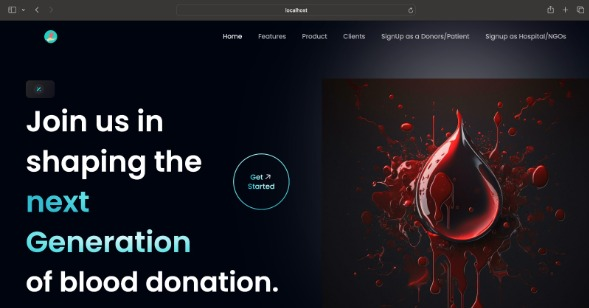 localhost
Home Features Product Clients SignUp as a Donors/Patient Signup as Hospital/NGOs
Join us in
shaping the
next
Generation
of blood donation.
Get ↗
Started